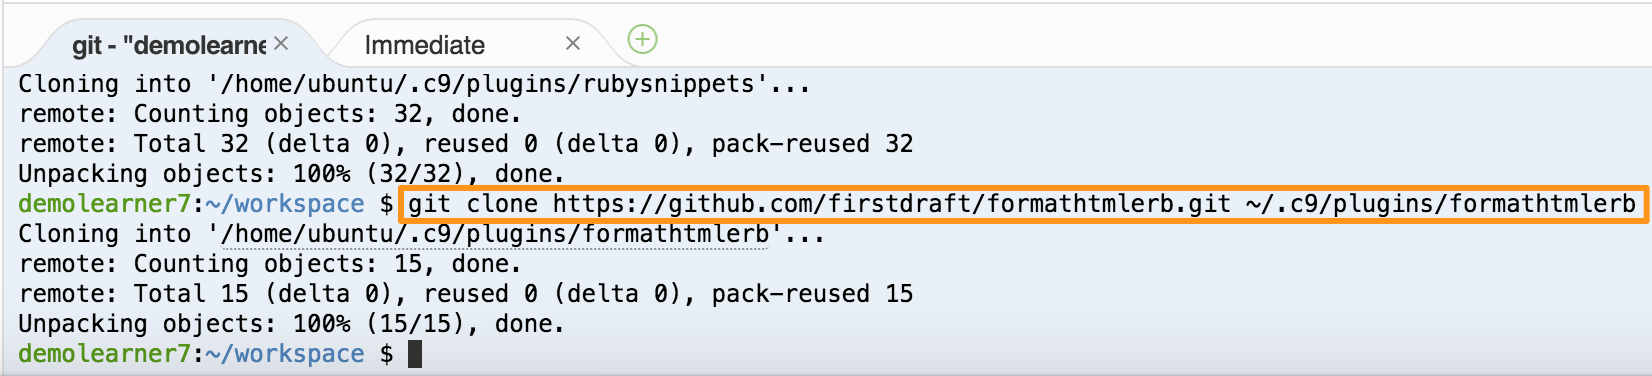 git - "demolearne
Immediate
Cloning into '/home/ubuntu/.c9/plugins/rubysnippets'...
remote: Counting objects: 32, done.
remote: Total 32 (delta 0), reused 0 (delta 0), pack-reused 32
Unpacking objects: 100% (32/32), done.
demolearner7:~/workspace $ git clone https://github.com/firstdraft/formathtmlerb.git ~/.c9/plugins/formathtmlerb
Cloning into '/home/ubuntu/.c9/plugins/formathtmlerb'...
remote: Counting objects: 15, done.
remote: Total 15 (delta 0), reused 0 (delta 0), pack-reused 15
Unpacking objects: 100% (15/15), done.
demolearner7:~/workspace $